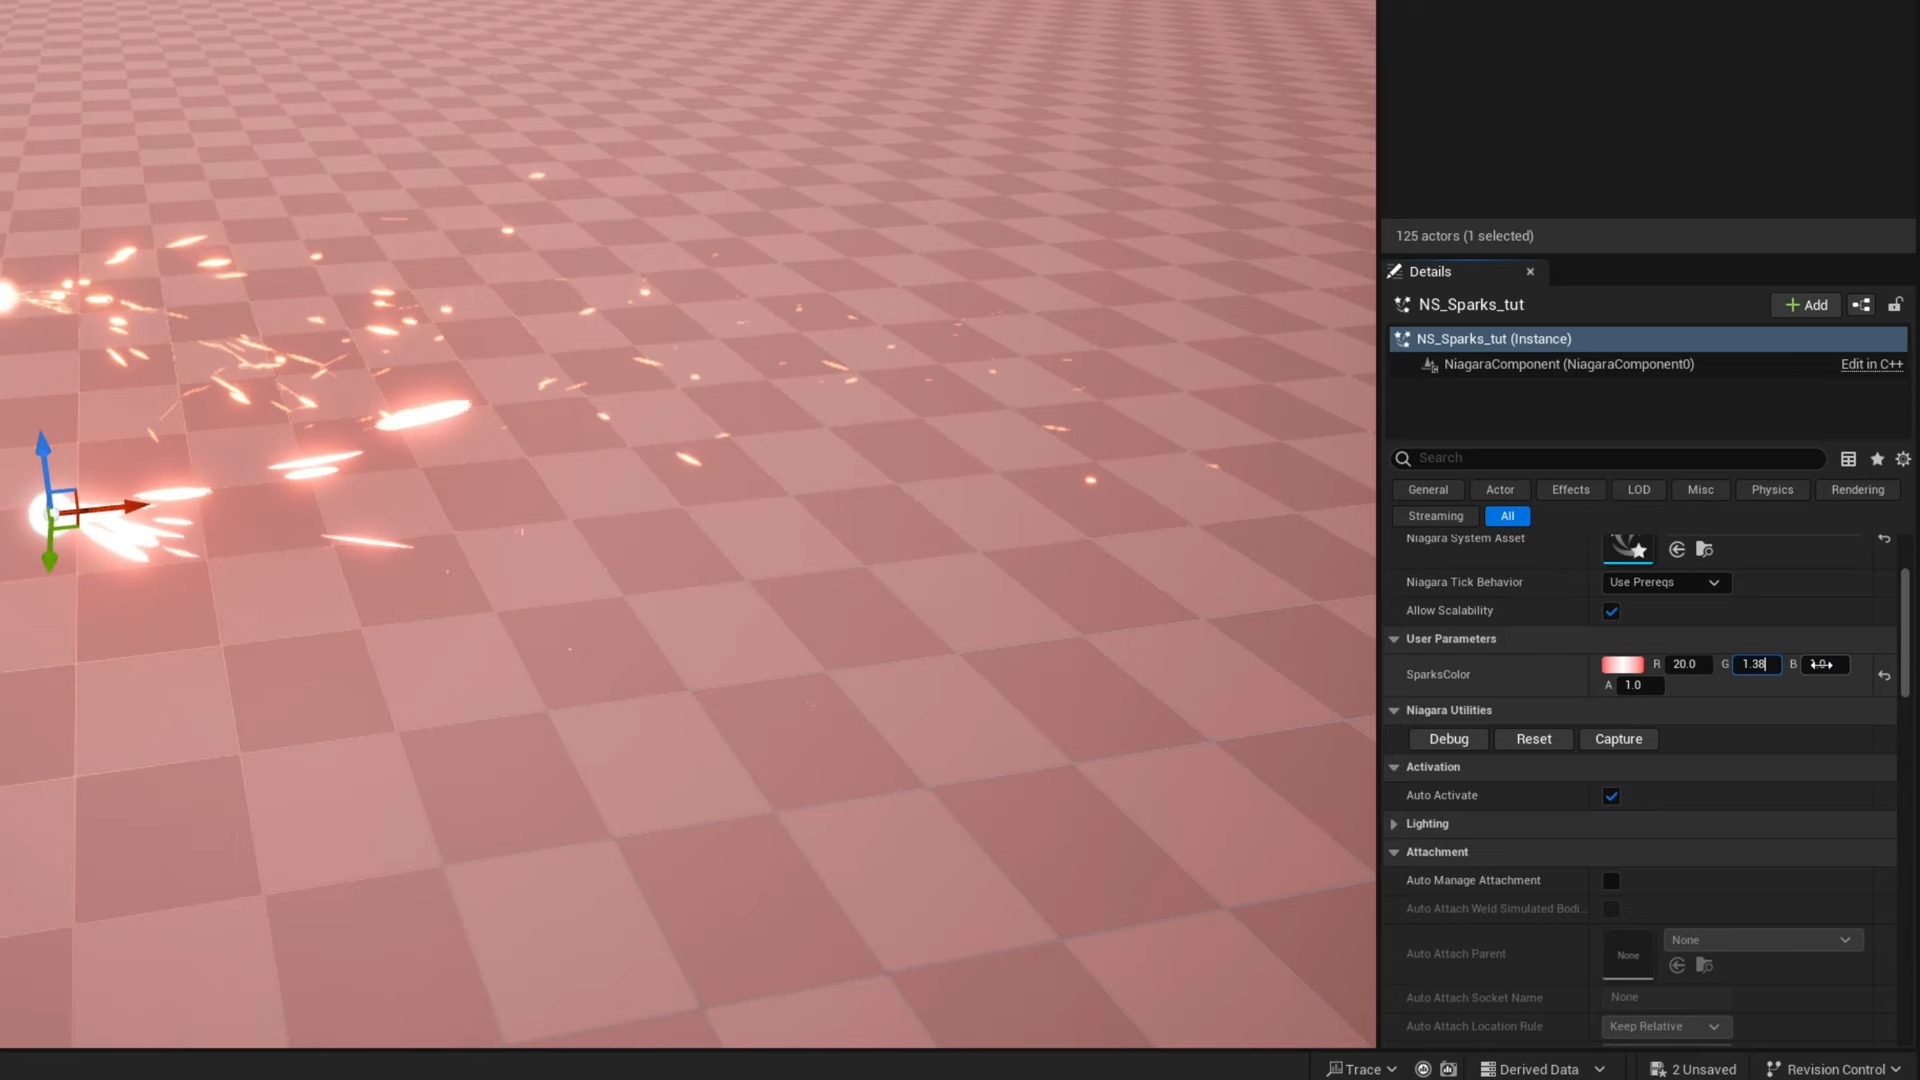 125 actors (1 selected)
Details
NS_Sparks_tut
Add
NS_Sparks_tut (Instance)
NiagaraComponent (NiagaraComponent0) Edit in C++
Search
General Actor Effects LOD Misc Physics Rendering
Streaming All
Niagara System Asset
Niagara Tick Behavior Use Prereqs
Allow Scalability
User Parameters
SparksColor R 20.0 G 1.38 B
A 1.0
Niagara Utilities
Debug Reset Capture
Activation
Auto Activate
Lighting
Attachment
Auto Manage Attachment
Auto Attach Weld Simulated Bodi...
Auto Attach Parent None None
Auto Attach Socket Name None
Auto Attach Location Rule Keep Relative
Trace Derived Data 2 Unsaved Revision Control